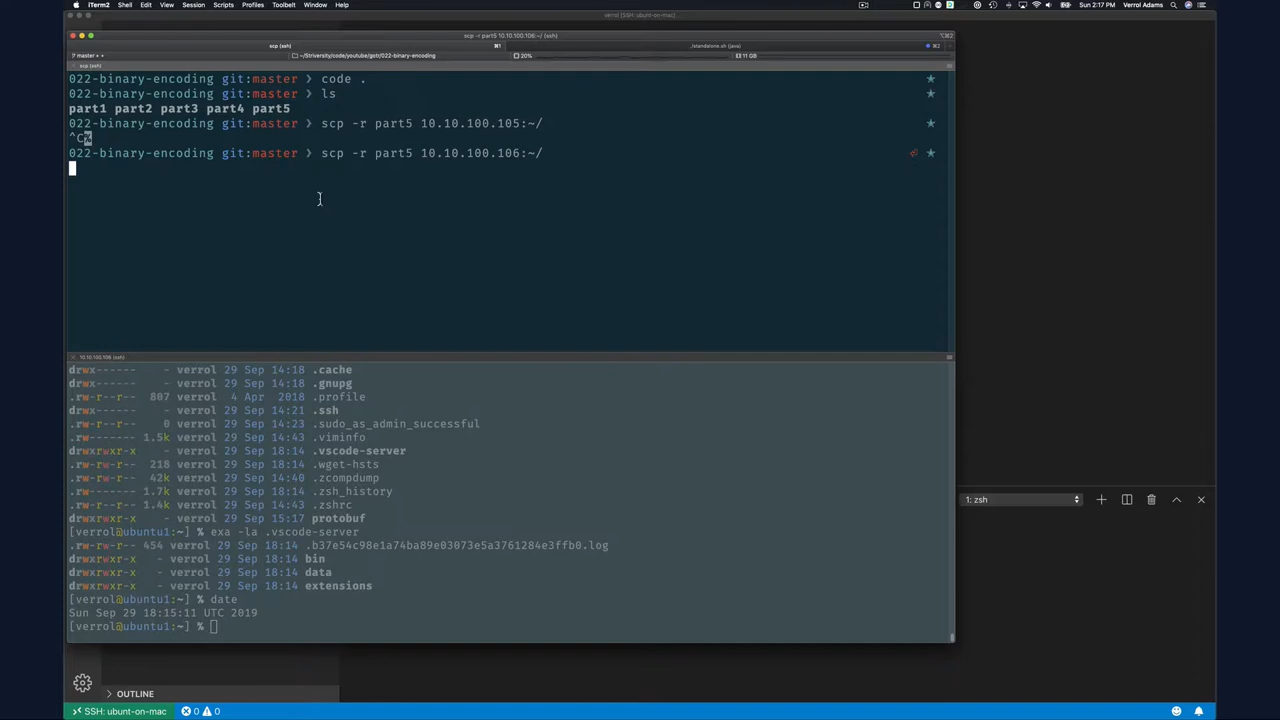 iTerm2 Shell Edit View Session Scripts Profiles Toolbelt Window Help Sun 2:17 PM Verrol Adams
verrol [SSH: ubunt-on-mac]
scp -r part5 10.10.100.106:~/ (ssh)
scp (ssh) ⌘1 ./standalone.sh (java) ⌘2
master ~/Striversity/code/youtube/gotr/022-binary-encoding 20% 11 GB
scp (ssh)
022-binary-encoding git:master ❯ code .
022-binary-encoding git:master ❯ ls
part1 part2 part3 part4 part5
022-binary-encoding git:master ❯ scp -r part5 10.10.100.105:~/
^C%
022-binary-encoding git:master ❯ scp -r part5 10.10.100.106:~/
10.10.100.106 (ssh)
drwx------ - verrol 29 Sep 14:18 .cache
drwx------ - verrol 29 Sep 14:18 .gnupg
.rw-r--r-- 807 verrol 4 Apr 2018 .profile
drwx------ - verrol 29 Sep 14:21 .ssh
.rw-r--r-- 0 verrol 29 Sep 14:23 .sudo_as_admin_successful
.rw------- 1.5k verrol 29 Sep 14:43 .viminfo
drwxrwxr-x - verrol 29 Sep 18:14 .vscode-server
.rw-rw-r-- 218 verrol 29 Sep 18:14 .wget-hsts
.rw-rw-r-- 42k verrol 29 Sep 14:40 .zcompdump
.rw------- 1.7k verrol 29 Sep 18:14 .zsh_history
.rw-r--r-- 1.4k verrol 29 Sep 14:43 .zshrc
drwxrwxr-x - verrol 29 Sep 15:17 protobuf
[verrol@ubuntu1:~] % exa -la .vscode-server
.rw-rw-r-- 454 verrol 29 Sep 18:14 .b37e54c98e1a74ba89e03073e5a3761284e3ffb0.log
drwxrwxr-x - verrol 29 Sep 18:14 bin
drwxrwxr-x - verrol 29 Sep 18:14 data
drwxrwxr-x - verrol 29 Sep 18:14 extensions
[verrol@ubuntu1:~] % date
Sun Sep 29 18:15:11 UTC 2019
[verrol@ubuntu1:~] %
1: zsh
OUTLINE
SSH: ubunt-on-mac 0 0